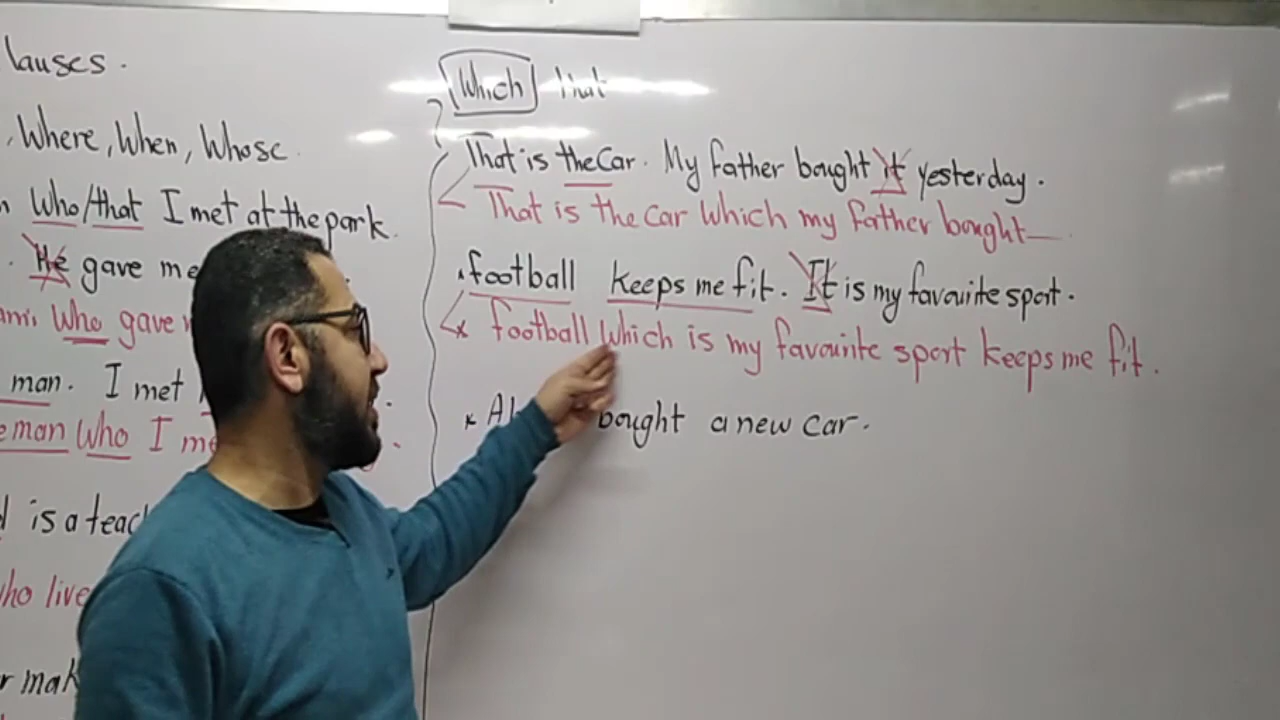 lauses.
, Where, When, Whose.
Who/that I met at the park.
. He gave me
Who gave
man. I met
man who I me
is a teac
who live
r mak
Which that
That is the Car. My father bought it yesterday.
That is the car Which my father bought
football keeps me fit. It is my favourite sport.
* football which is my favourite sport keeps me fit.
* bought a new car.